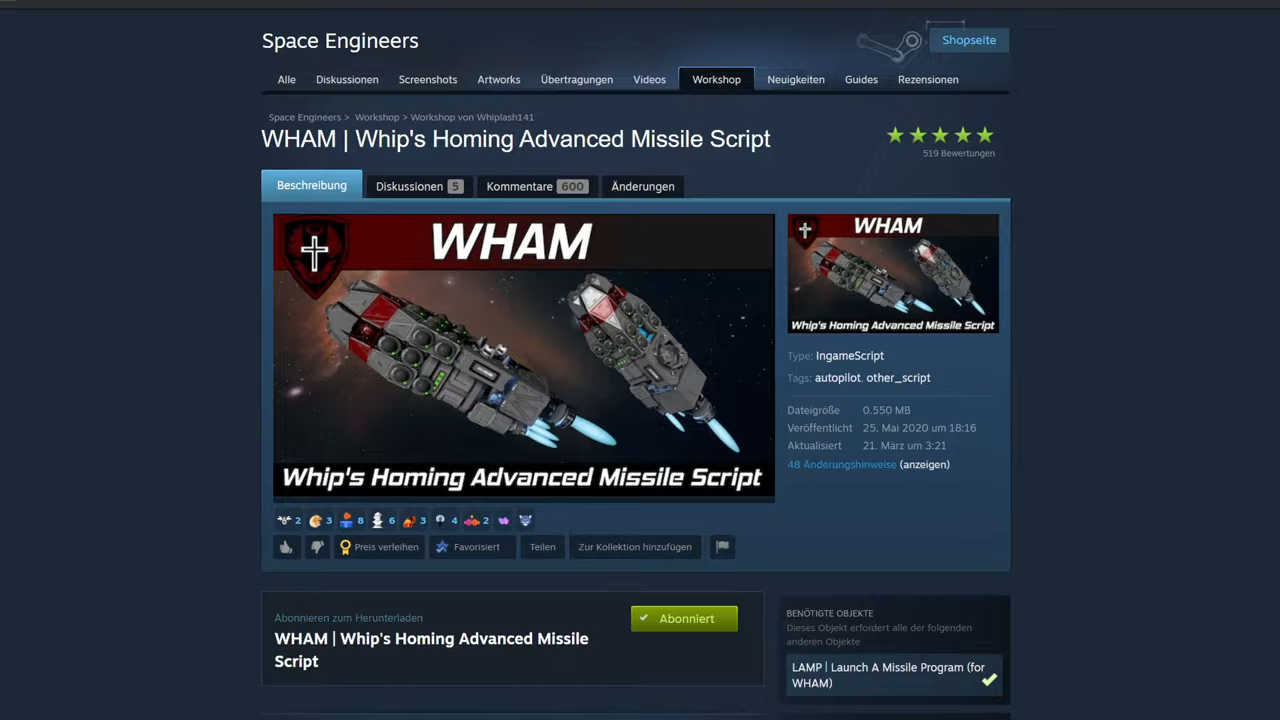 Space Engineers
Shopseite
Alle Diskussionen Screenshots Artworks Übertragungen Videos Workshop Neuigkeiten Guides Rezensionen
Space Engineers > Workshop > Workshop von Whiplash141
WHAM | Whip's Homing Advanced Missile Script
519 Bewertungen
Beschreibung Diskussionen 5 Kommentare 600 Änderungen
WHAM
Whip's Homing Advanced Missile Script
WHAM
Whip's Homing Advanced Missile Script
Type: IngameScript
Tags: autopilot, other_script
Dateigröße 0.550 MB
Veröffentlicht 25. Mai 2020 um 18:16
Aktualisiert 21. März um 3:21
48 Änderungshinweise (anzeigen)
2 3 8 6 3 4 2
Preis verleihen Favorisiert Teilen Zur Kollektion hinzufügen
Abonnieren zum Herunterladen
WHAM | Whip's Homing Advanced Missile
Script
Abonniert
BENÖTIGTE OBJEKTE
Dieses Objekt erfordert alle der folgenden
anderen Objekte
LAMP | Launch A Missile Program (for
WHAM)